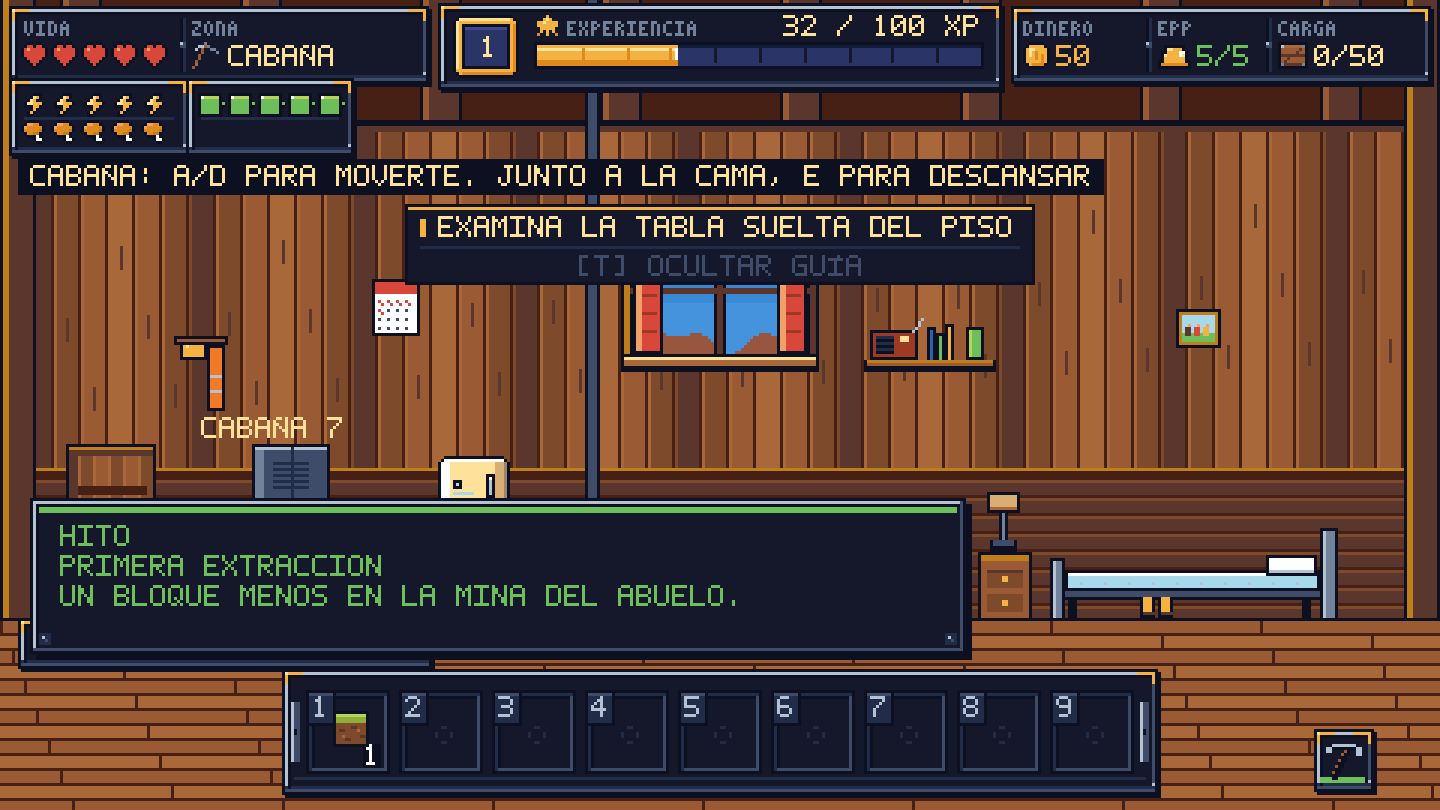 VIDA
ZONA
CABAÑA
1
EXPERIENCIA
32 / 100 XP
DINERO
50
EPP
5/5
CARGA
0/50
CABAÑA: A/D PARA MOVERTE. JUNTO A LA CAMA, E PARA DESCANSAR
EXAMINA LA TABLA SUELTA DEL PISO
[T] OCULTAR GUÍA
CABAÑA 7
HITO
PRIMERA EXTRACCION
UN BLOQUE MENOS EN LA MINA DEL ABUELO.
1 2 3 4 5 6 7 8 9
1